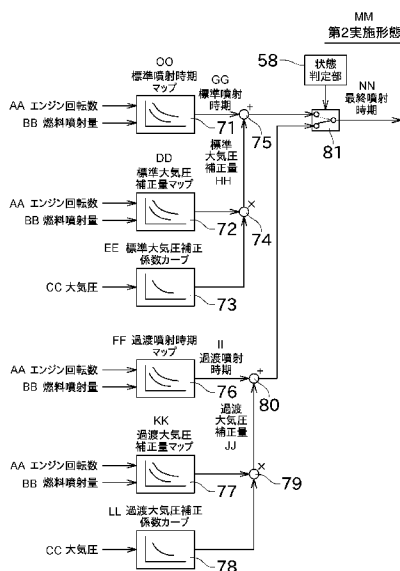 MM
第2実施形態
58
状態
判定部
OO
標準噴射時期
マップ
GG
標準噴射
時期
NN
最終噴射
時期
AA エンジン回転数
BB 燃料噴射量
71
+
75
81
標準
大気圧
補正量
HH
DD
標準大気圧
補正量マップ
AA エンジン回転数
BB 燃料噴射量
72
×
74
EE 標準大気圧補正
係数カーブ
CC 大気圧
73
FF 過渡噴射時期
マップ
II
過渡噴射
時期
AA エンジン回転数
BB 燃料噴射量
76
+
80
過渡
大気圧
補正量
JJ
KK
過渡大気圧
補正量マップ
AA エンジン回転数
BB 燃料噴射量
77
×
79
LL 過渡大気圧補正
係数カーブ
CC 大気圧
78